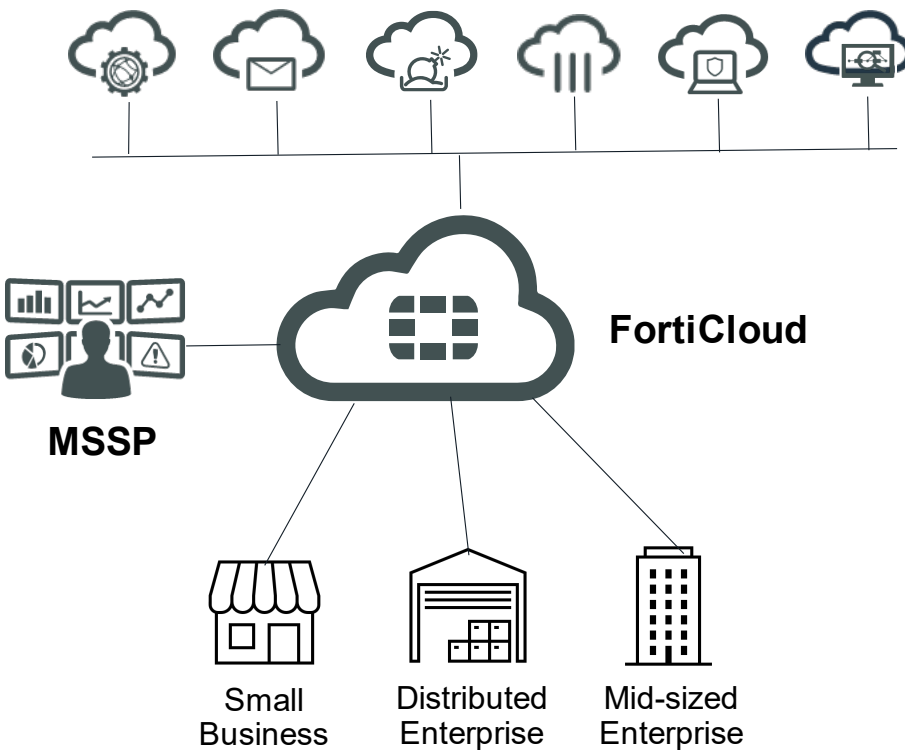 FortiCloud
MSSP
Small
Business
Distributed
Enterprise
Mid-sized
Enterprise